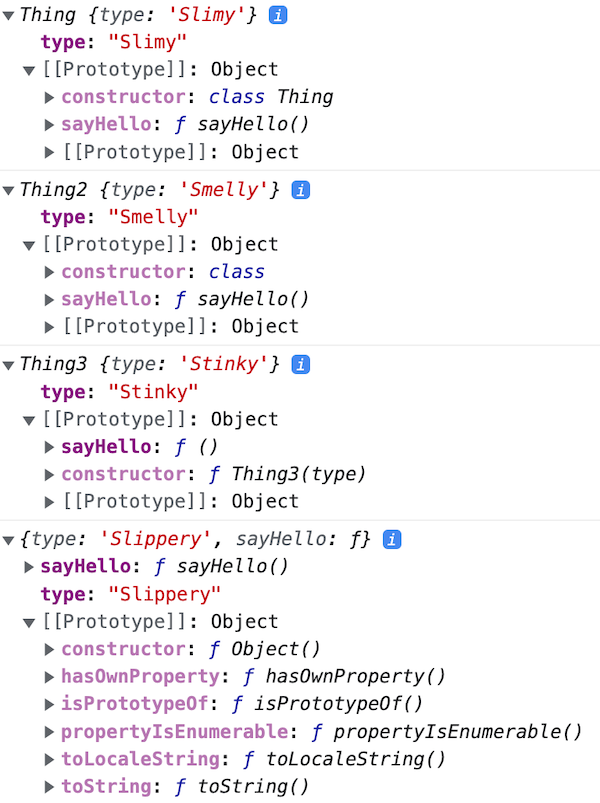 Thing {type: 'Slimy'} i
type: "Slimy"
[[Prototype]]: Object
constructor: class Thing
sayHello: ƒ sayHello()
[[Prototype]]: Object
Thing2 {type: 'Smelly'} i
type: "Smelly"
[[Prototype]]: Object
constructor: class
sayHello: ƒ sayHello()
[[Prototype]]: Object
Thing3 {type: 'Stinky'} i
type: "Stinky"
[[Prototype]]: Object
sayHello: ƒ ()
constructor: ƒ Thing3(type)
[[Prototype]]: Object
{type: 'Slippery', sayHello: ƒ} i
sayHello: ƒ sayHello()
type: "Slippery"
[[Prototype]]: Object
constructor: ƒ Object()
hasOwnProperty: ƒ hasOwnProperty()
isPrototypeOf: ƒ isPrototypeOf()
propertyIsEnumerable: ƒ propertyIsEnumerable()
toLocaleString: ƒ toLocaleString()
toString: ƒ toString()